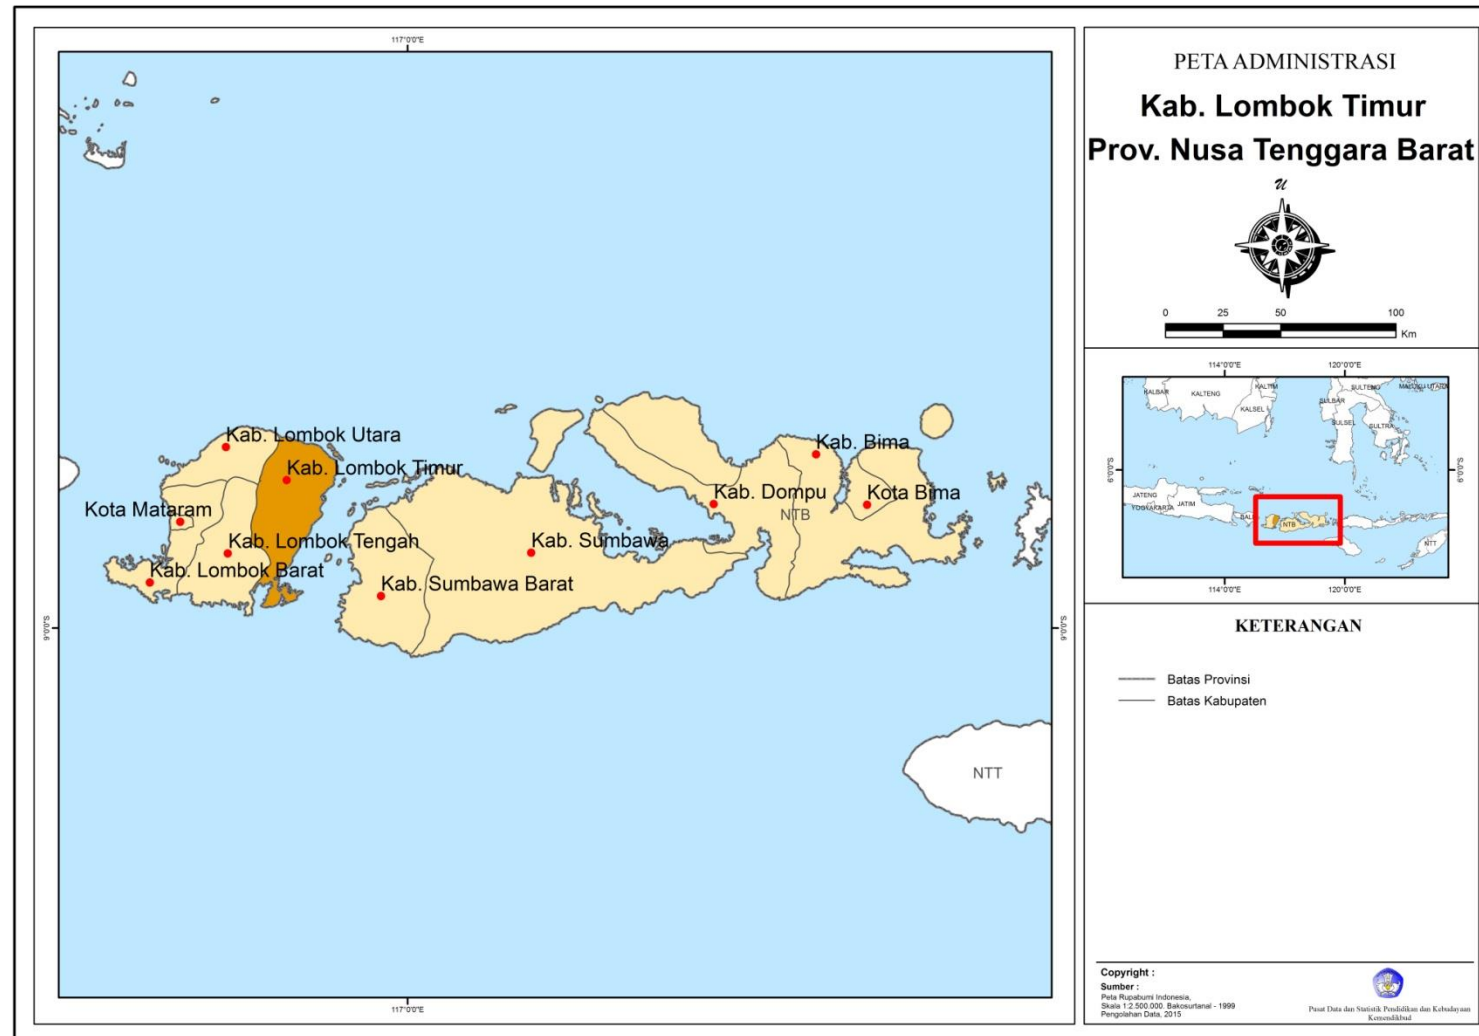 117°0'0"E
Kab. Lombok Utara
Kab. Lombok Timur
Kota Mataram
Kab. Lombok Tengah
Kab. Lombok Barat
Kab. Sumbawa Barat
Kab. Sumbawa
Kab. Dompu
NTB
Kab. Bima
Kota Bima
NTT
9°0'0"S
9°0'0"S
117°0'0"E
PETA ADMINISTRASI
Kab. Lombok Timur
Prov. Nusa Tenggara Barat
U
0 25 50 100
Km
114°0'0"E 120°0'0"E
KALBAR
KALTENG
KALTIM
KALSEL
SULTENG
MALUKU UTARA
SULBAR
SULSEL
SULTRA
6°0'0"S
6°0'0"S
JATENG
YOGYAKARTA
JATIM
BALI
NTB
NTT
114°0'0"E 120°0'0"E
KETERANGAN
Batas Provinsi
Batas Kabupaten
Copyright :
Sumber :
Peta Rupabumi Indonesia,
Skala 1:2.500.000. Bakosurtanal - 1999
Pengolahan Data, 2015
Pusat Data dan Statistik Pendidikan dan Kebudayaan
Kemendikbud